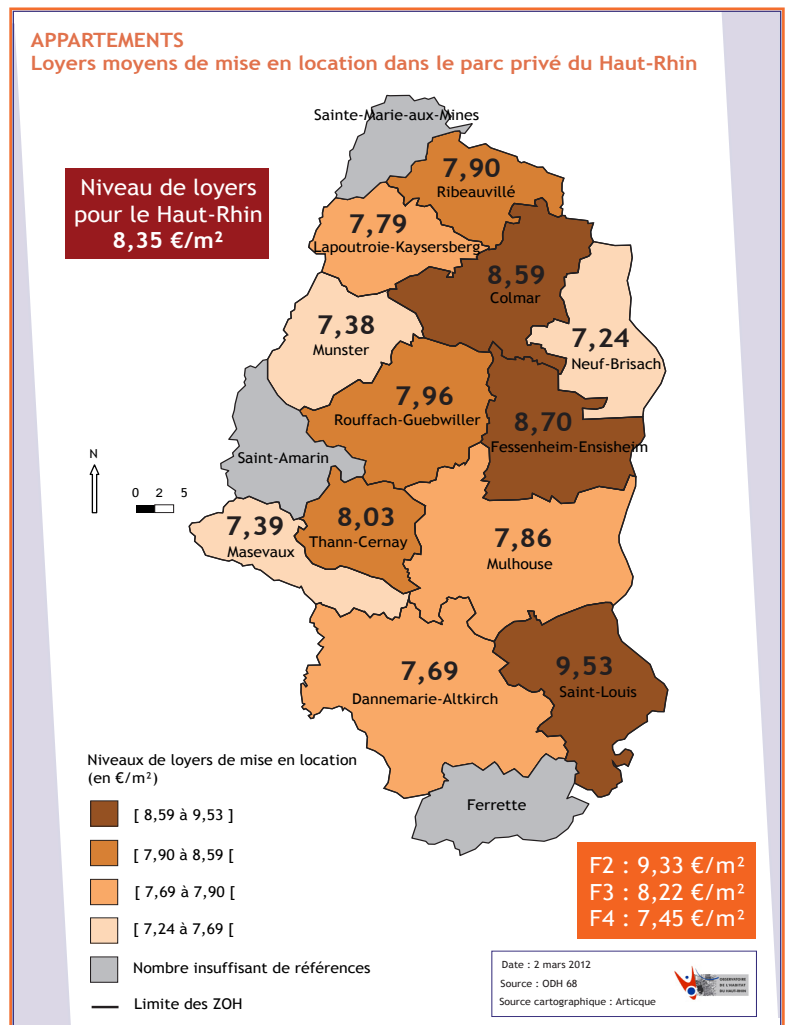 APPARTEMENTS
Loyers moyens de mise en location dans le parc privé du Haut-Rhin
Sainte-Marie-aux-Mines
7,90
Ribeauvillé
Niveau de loyers
pour le Haut-Rhin
8,35 €/m²
7,79
Lapoutroie-Kaysersberg
8,59
Colmar
7,38
Munster
7,24
Neuf-Brisach
7,96
Rouffach-Guebwiller
8,70
Fessenheim-Ensisheim
Saint-Amarin
N
0 2 5
7,39
Masevaux
8,03
Thann-Cernay
7,86
Mulhouse
7,69
Dannemarie-Altkirch
9,53
Saint-Louis
Ferrette
Niveaux de loyers de mise en location
(en €/m²)
[ 8,59 à 9,53 ]
[ 7,90 à 8,59 [
[ 7,69 à 7,90 [
[ 7,24 à 7,69 [
Nombre insuffisant de références
Limite des ZOH
F2 : 9,33 €/m²
F3 : 8,22 €/m²
F4 : 7,45 €/m²
Date : 2 mars 2012
Source : ODH 68
Source cartographique : Articque
OBSERVATOIRE
DE L'HABITAT
DU HAUT-RHIN